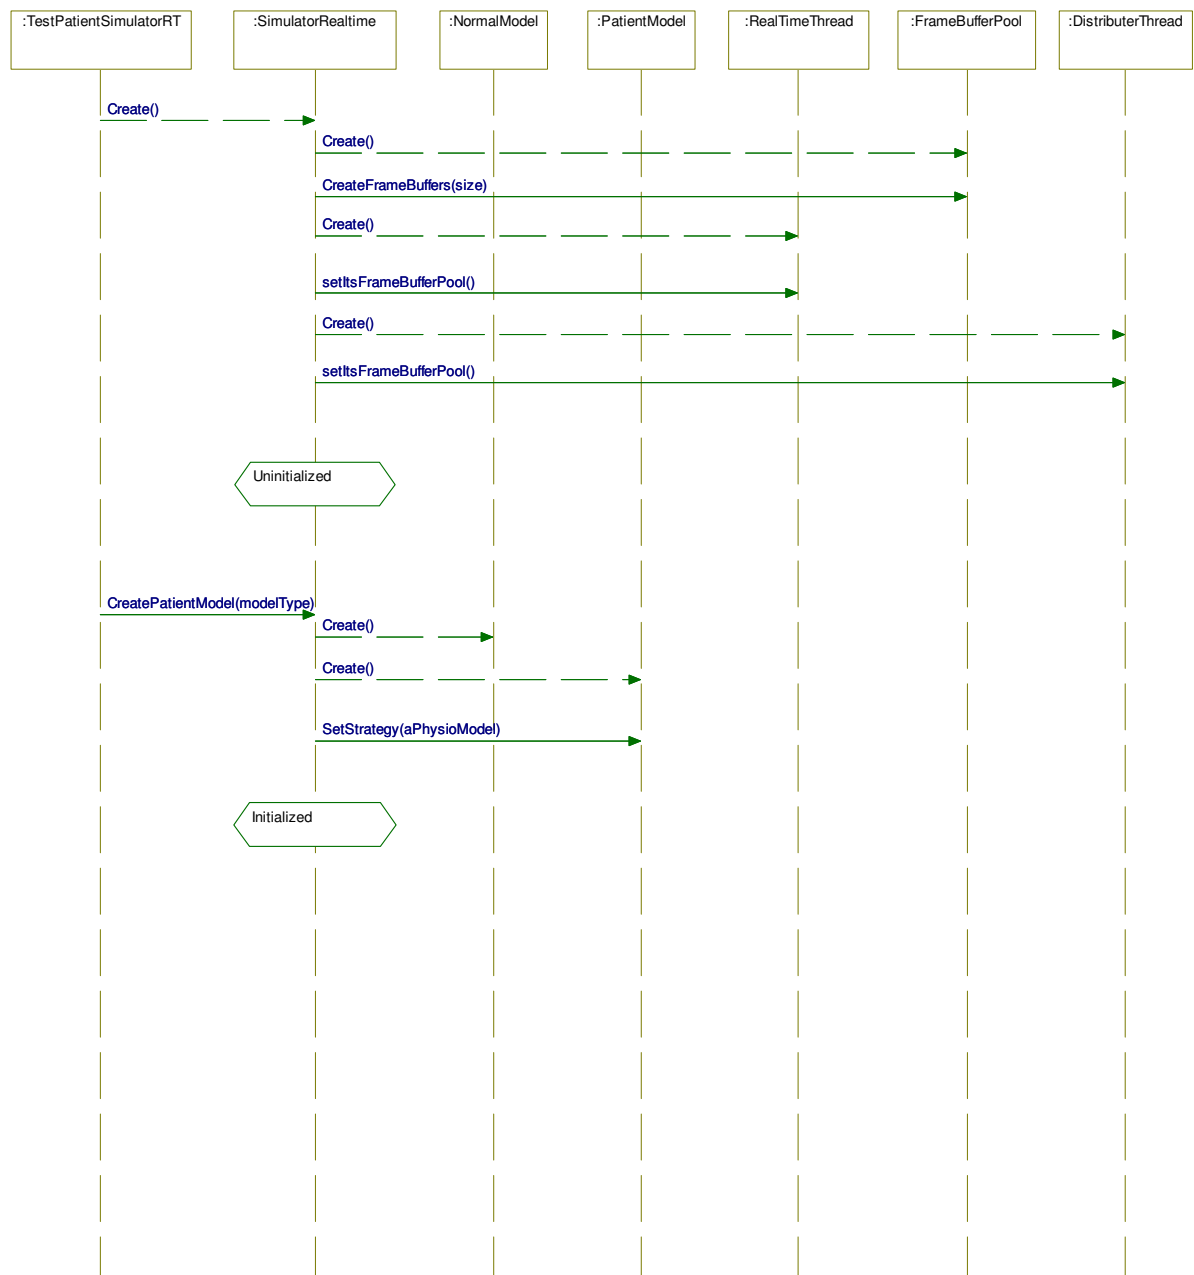 :TestPatientSimulatorRT
:SimulatorRealtime
:NormalModel
:PatientModel
:RealTimeThread
:FrameBufferPool
:DistributerThread
Create()
Create()
CreateFrameBuffers(size)
Create()
setItsFrameBufferPool()
Create()
setItsFrameBufferPool()
Uninitialized
CreatePatientModel(modelType)
Create()
Create()
SetStrategy(aPhysioModel)
Initialized